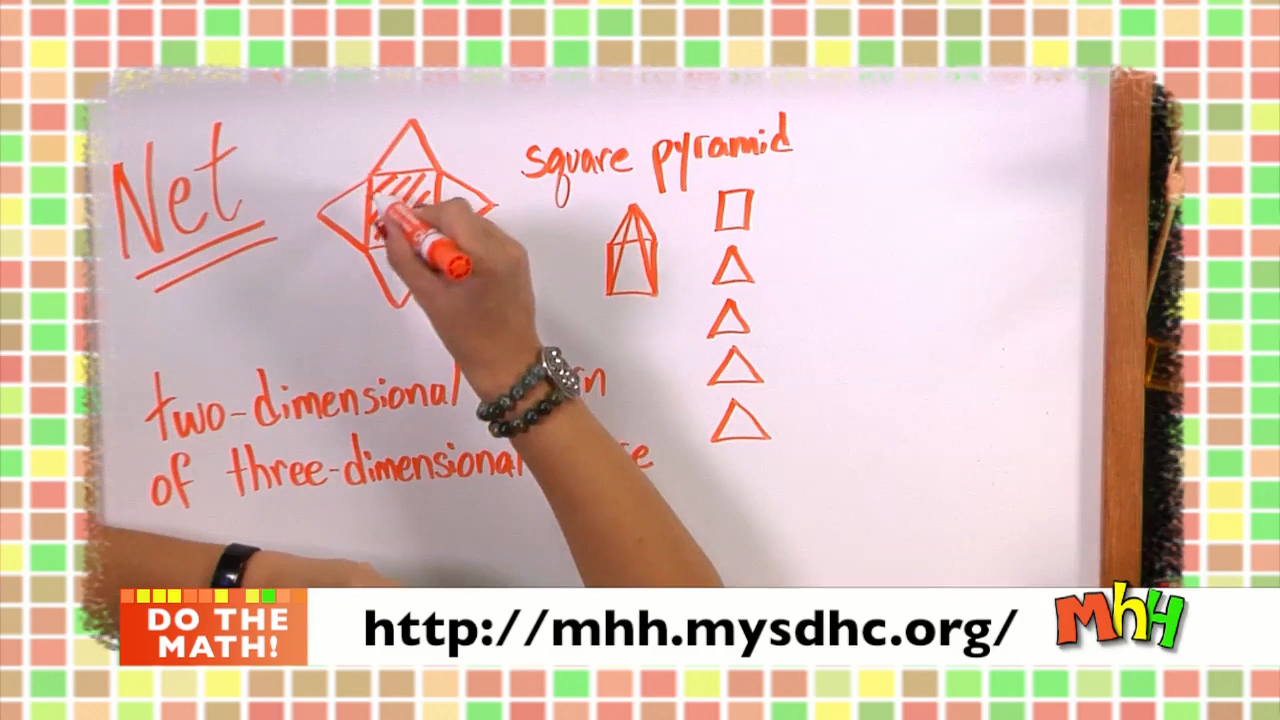 Net
square pyramid
two-dimensional
of three-dimensional
DO THE
MATH!
http://mhh.mysdhc.org/
Mhh